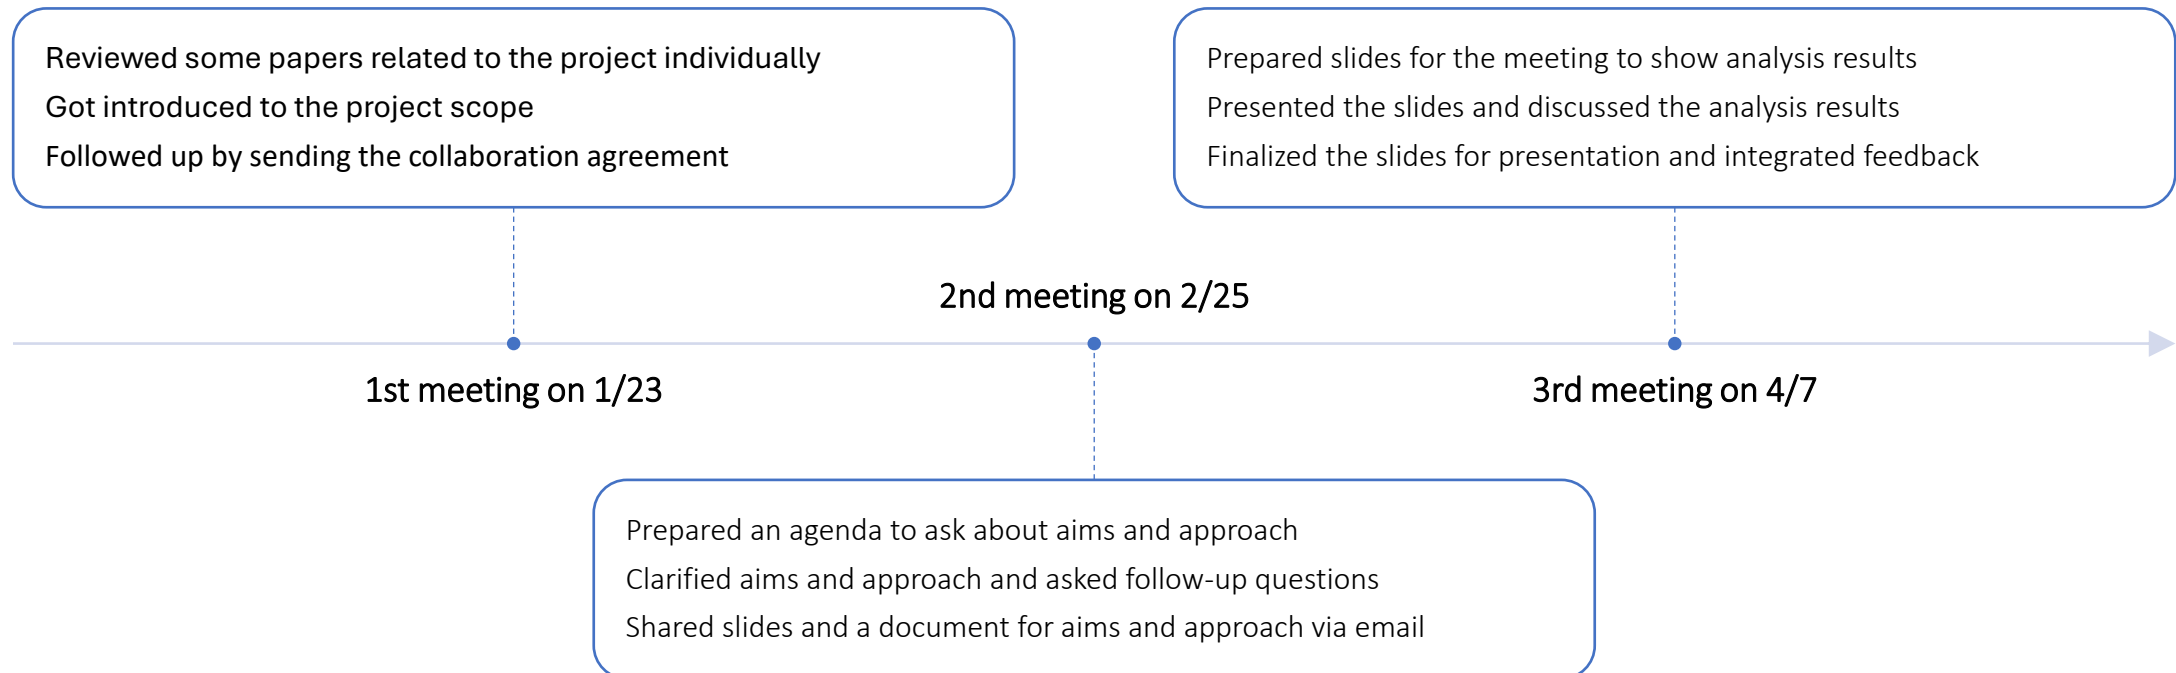 Reviewed some papers related to the project individually
Got introduced to the project scope
Followed up by sending the collaboration agreement
Prepared slides for the meeting to show analysis results
Presented the slides and discussed the analysis results
Finalized the slides for presentation and integrated feedback
2nd meeting on 2/25
1st meeting on 1/23
3rd meeting on 4/7
Prepared an agenda to ask about aims and approach
Clarified aims and approach and asked follow-up questions
Shared slides and a document for aims and approach via email